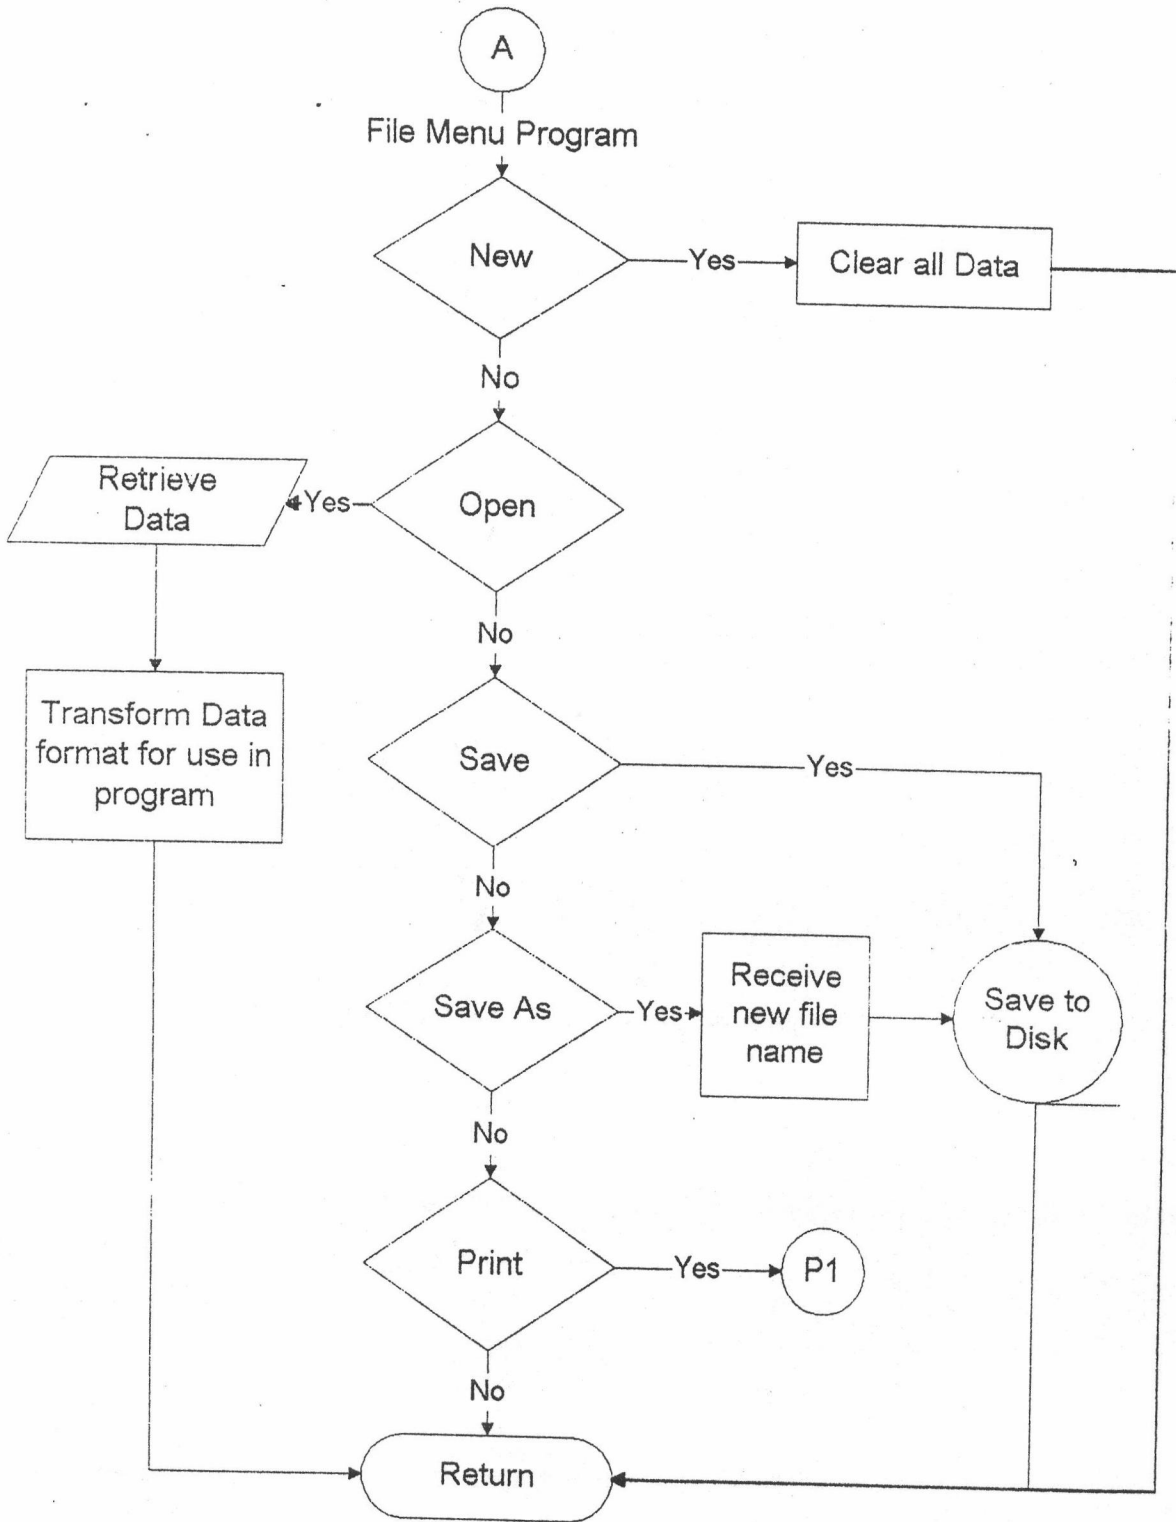 A
File Menu Program
New
Yes
Clear all Data
No
Retrieve
Data
Yes
Open
No
Transform Data
format for use in
program
Save
Yes
No
Save As
Yes
Receive
new file
name
Save to
Disk
No
Print
Yes
P1
No
Return